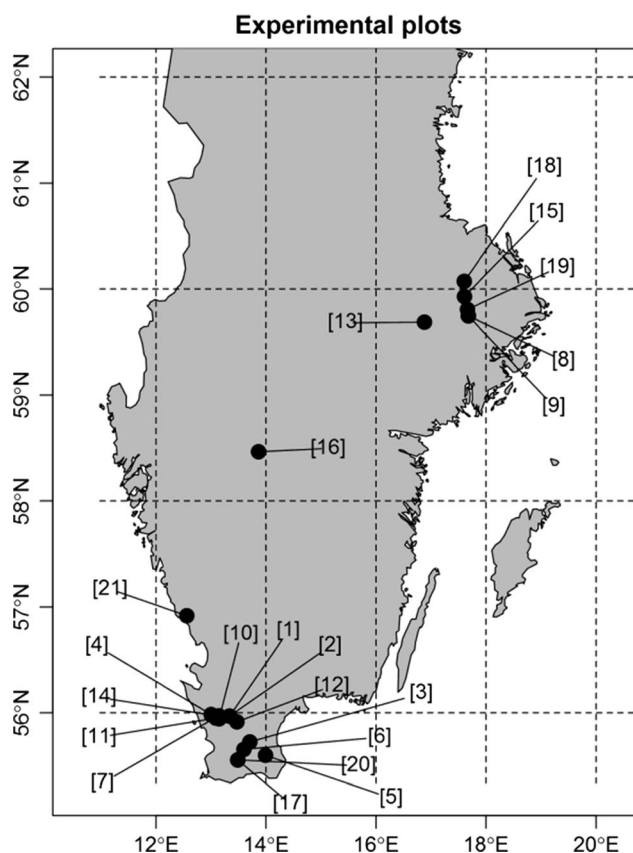 Experimental plots
62°N
61°N
60°N
59°N
58°N
57°N
56°N
[18]
[15]
[19]
[13]
[8]
[9]
[16]
[21]
[10]
[1]
[4]
[2]
[12]
[3]
[14]
[11]
[6]
[7]
[20]
[5]
[17]
12°E
14°E
16°E
18°E
20°E